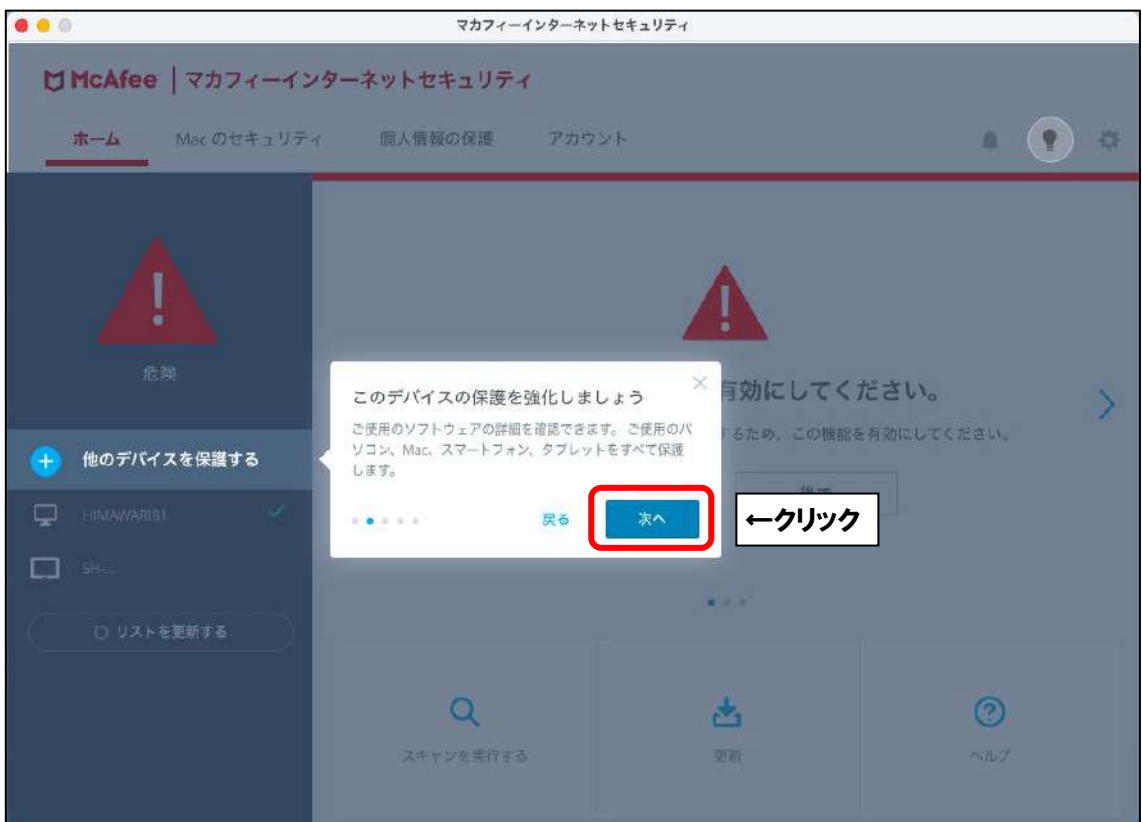 マカフィーインターネットセキュリティ
McAfee | マカフィーインターネットセキュリティ
ホーム Mac のセキュリティ 個人情報の保護 アカウント
危険
このデバイスの保護を強化しましょう
ご使用のソフトウェアの詳細を確認できます。 ご使用のパ
ソコン、Mac、スマートフォン、タブレットをすべて保護
します。
戻る 次へ
←クリック
有効にしてください。
するため、この機能を有効にしてください。
後で
他のデバイスを保護する
HIMAWARI81
リストを更新する
スキャンを実行する 更新 ヘルプ